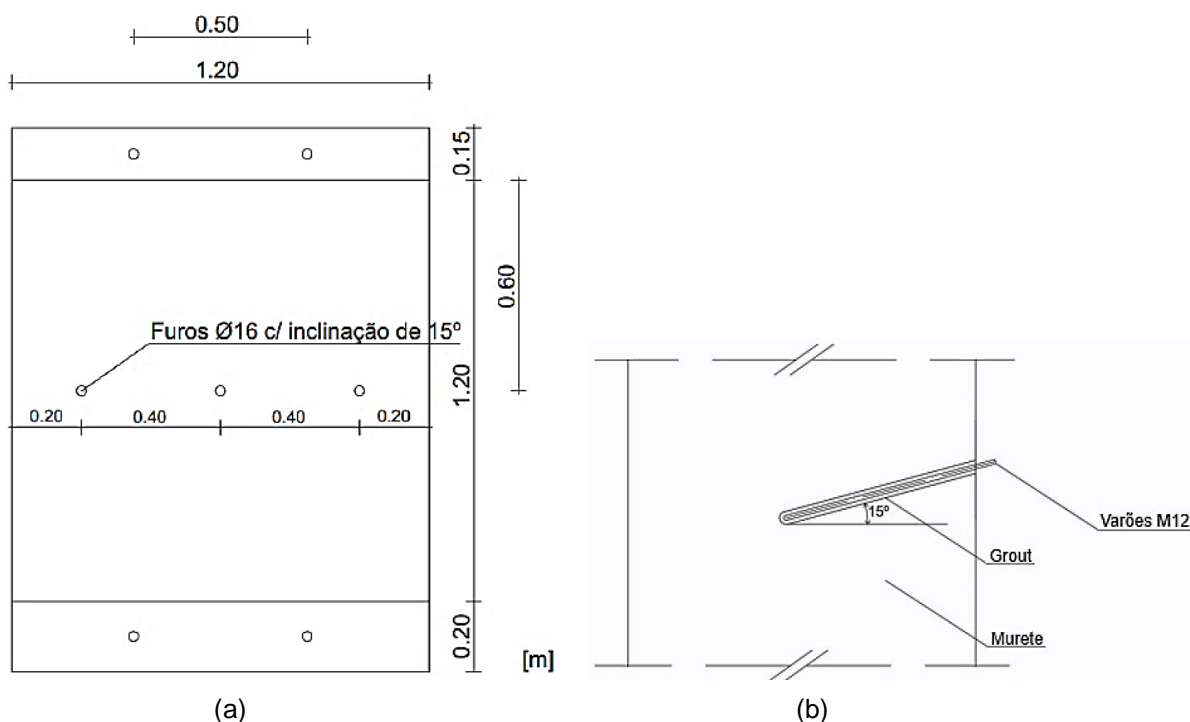 0.50
1.20
0.15
0.60
Furos Ø16 c/ inclinação de 15º
1.20
0.20 0.40 0.40 0.20
0.20
[m]
(a)
15º
Varões M12
Grout
Murete
(b)